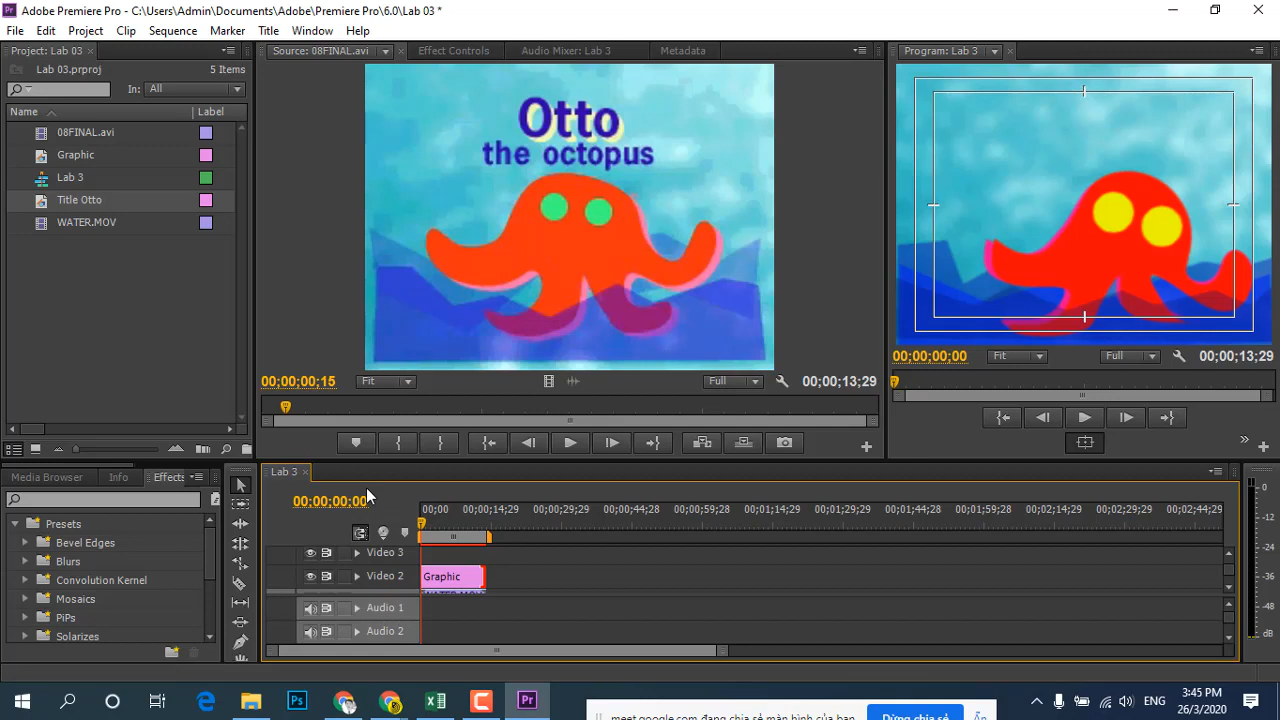 Adobe Premiere Pro - C:\Users\Admin\Documents\Adobe\Premiere Pro\6.0\Lab 03 *
File Edit Project Clip Sequence Marker Title Window Help
Project: Lab 03
Lab 03.prproj 5 Items
In: All
Name Label
08FINAL.avi
Graphic
Lab 3
Title Otto
WATER.MOV
Source: 08FINAL.avi Effect Controls Audio Mixer: Lab 3 Metadata
Otto
the octopus
00;00;00;15 Fit Full 00;00;13;29
Program: Lab 3
00;00;00;00 Fit Full 00;00;13;29
Media Browser Info Effects
Presets
Bevel Edges
Blurs
Convolution Kernel
Mosaics
PiPs
Solarizes
Lab 3
00;00;00;00
00;00 00;00;14;29 00;00;29;29 00;00;44;28 00;00;59;28 00;01;14;29 00;01;29;29 00;01;44;28 00;01;59;28 00;02;14;29 00;02;29;29 00;02;44;29
Video 3
Video 2 Graphic
WATER.MOV
Audio 1
Audio 2
0
-12
-24
-36
-48
dB
Ps Pr
meet.google.com đang chia sẻ màn hình của bạn. Dừng chia sẻ Ẩn
ENG
3:45 PM
26/3/2020